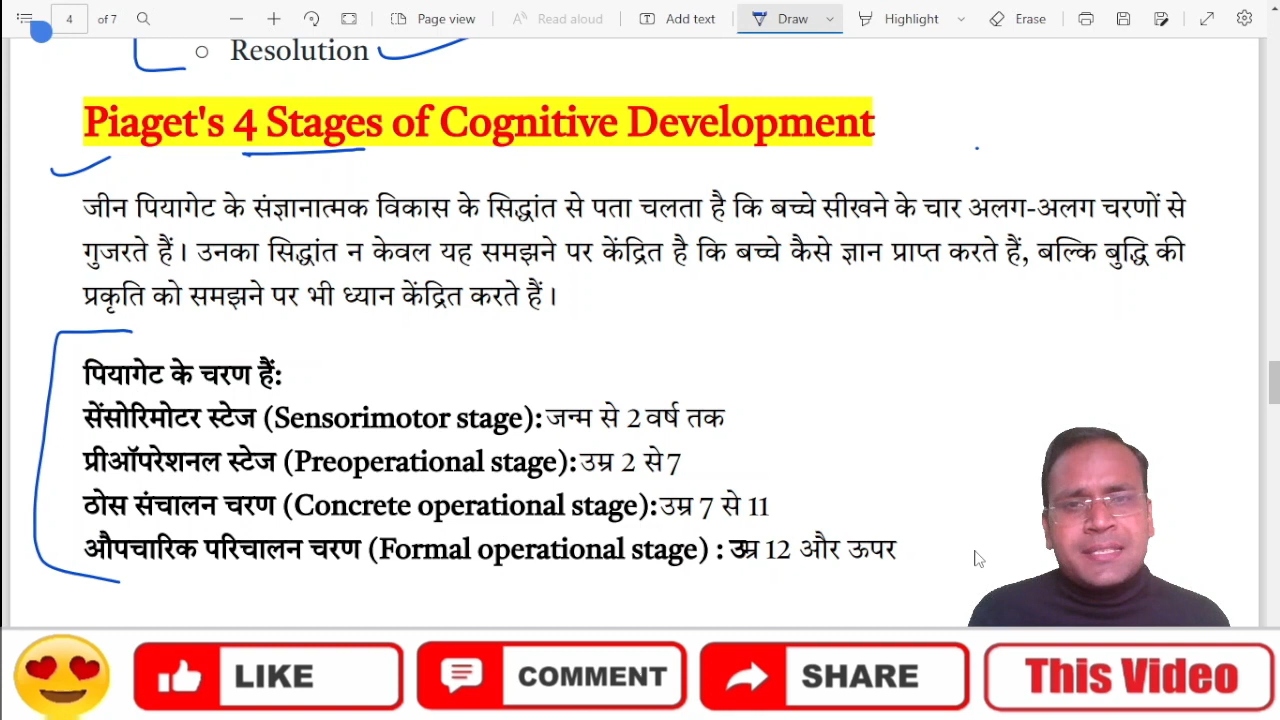 4 of 7 Page view Read aloud Add text Draw Highlight Erase
Resolution
Piaget's 4 Stages of Cognitive Development
जीन पियागेट के संज्ञानात्मक विकास के सिद्धांत से पता चलता है कि बच्चे सीखने के चार अलग-अलग चरणों से
गुजरते हैं। उनका सिद्धांत न केवल यह समझने पर केंद्रित है कि बच्चे कैसे ज्ञान प्राप्त करते हैं, बल्कि बुद्धि की
प्रकृति को समझने पर भी ध्यान केंद्रित करते हैं।
पियागेट के चरण हैं:
सेंसोरिमोटर स्टेज (Sensorimotor stage): जन्म से 2 वर्ष तक
प्रीऑपरेशनल स्टेज (Preoperational stage): उम्र 2 से 7
ठोस संचालन चरण (Concrete operational stage): उम्र 7 से 11
औपचारिक परिचालन चरण (Formal operational stage) : उम्र 12 और ऊपर
LIKE COMMENT SHARE This Video